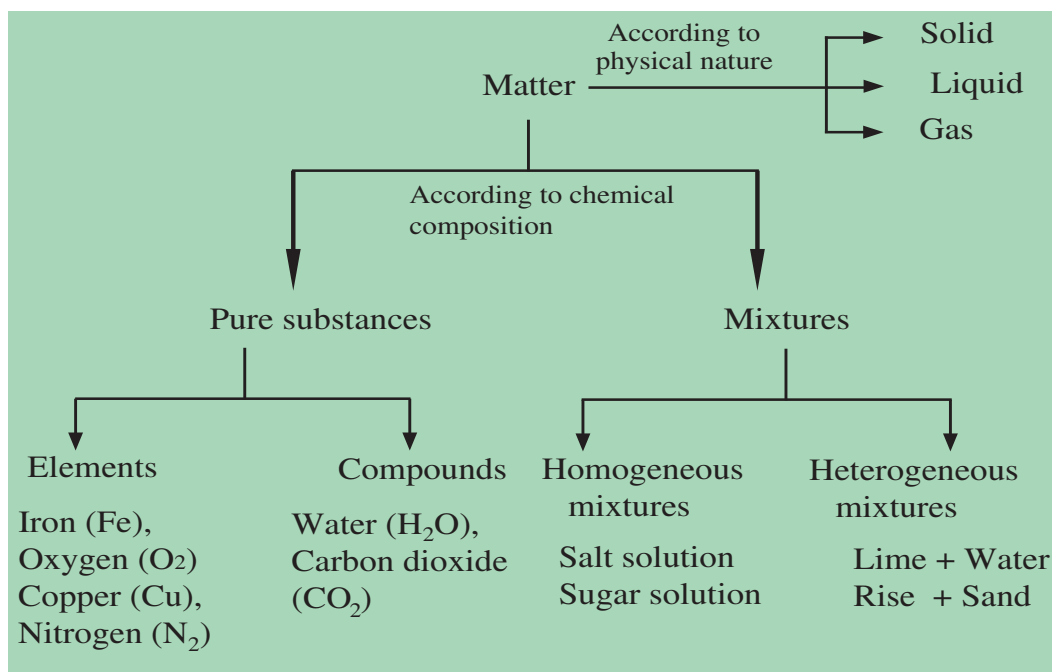 According to
physical nature
Solid
Matter
Liquid
Gas
According to chemical
composition
Pure substances
Mixtures
Elements
Iron (Fe),
Oxygen (O2)
Copper (Cu),
Nitrogen (N₂)
Compounds
Water (H₂O),
Carbon dioxide
(CO₂)
Homogeneous
mixtures
Salt solution
Sugar solution
Heterogeneous
mixtures
Lime + Water
Rise + Sand